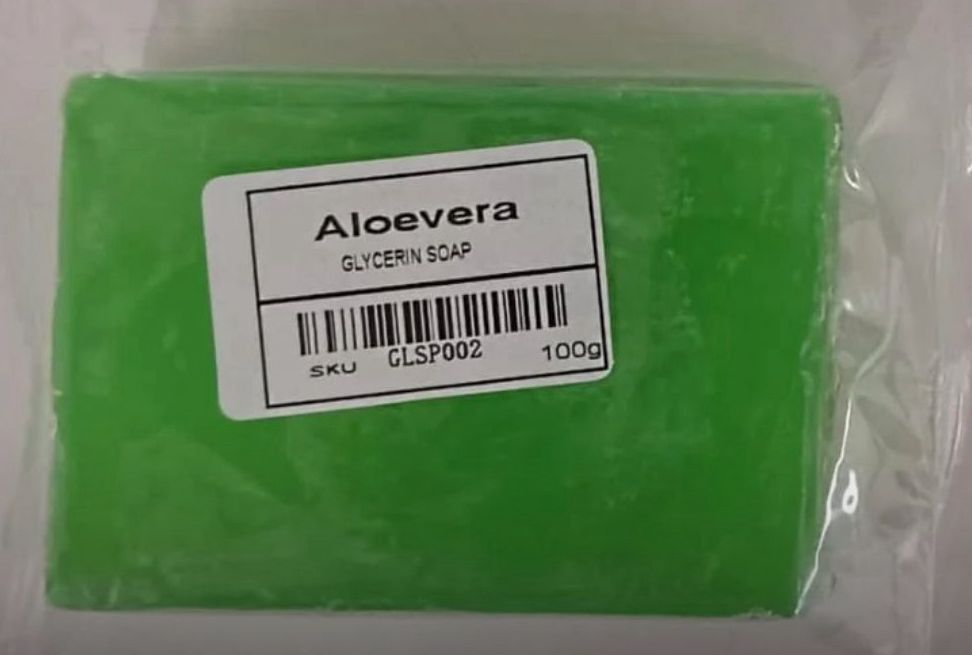 Aloevera
GLYCERIN SOAP
GLSP002
SKU 100g